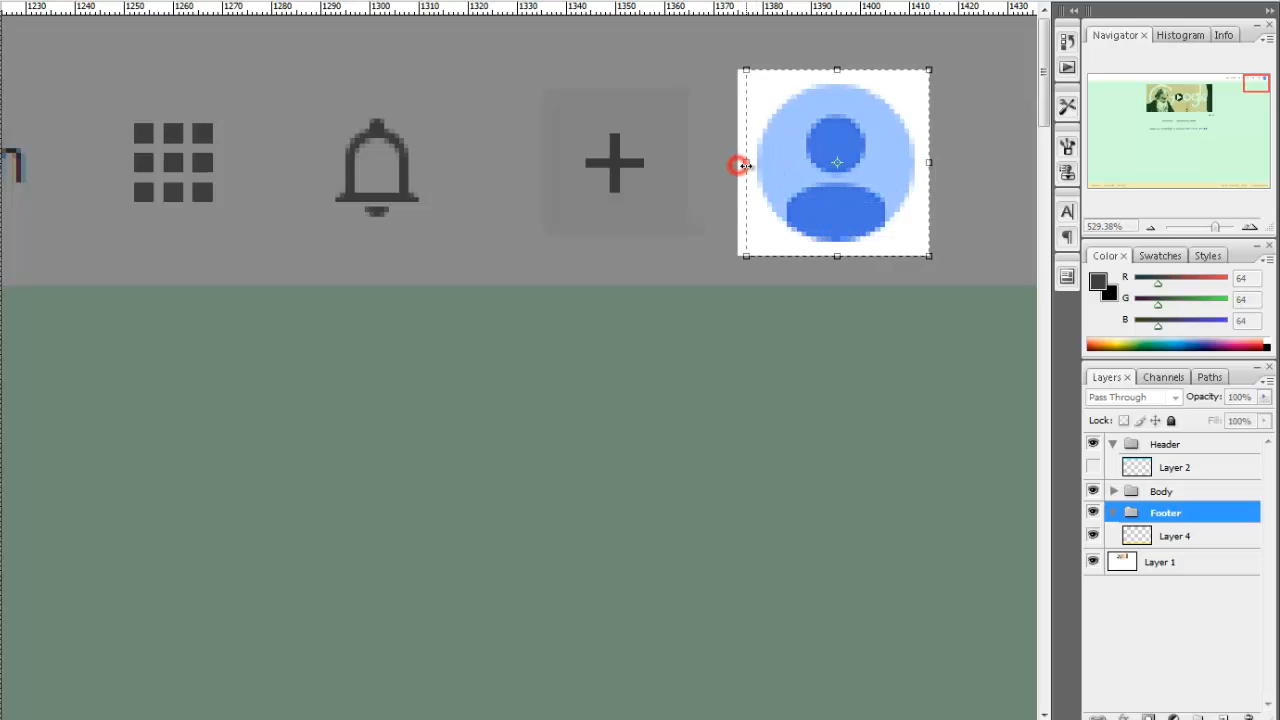 1230 1240 1250 1260 1270 1280 1290 1300 1310 1320 1330 1340 1350 1360 1370 1380 1390 1400 1410 1420 1430
Navigator × Histogram Info
529.38%
Color × Swatches Styles
R 64
G 64
B 64
Layers × Channels Paths
Pass Through Opacity: 100%
Lock: Fill: 100%
Header
Layer 2
Body
Footer
Layer 4
Layer 1